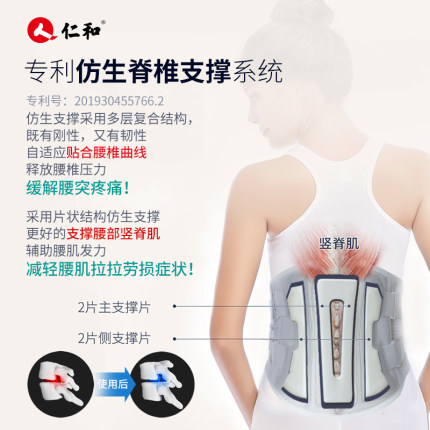 仁和®
专利仿生脊椎支撑系统
专利号：201930455766.2
仿生支撑采用多层复合结构，
既有刚性，又有韧性
自适应贴合腰椎曲线
释放腰椎压力
缓解腰突疼痛！
采用片状结构仿生支撑
更好的支撑腰部竖脊肌
辅助腰肌发力
减轻腰肌拉拉劳损症状！
竖脊肌
2片主支撑片
2片侧支撑片
使用后